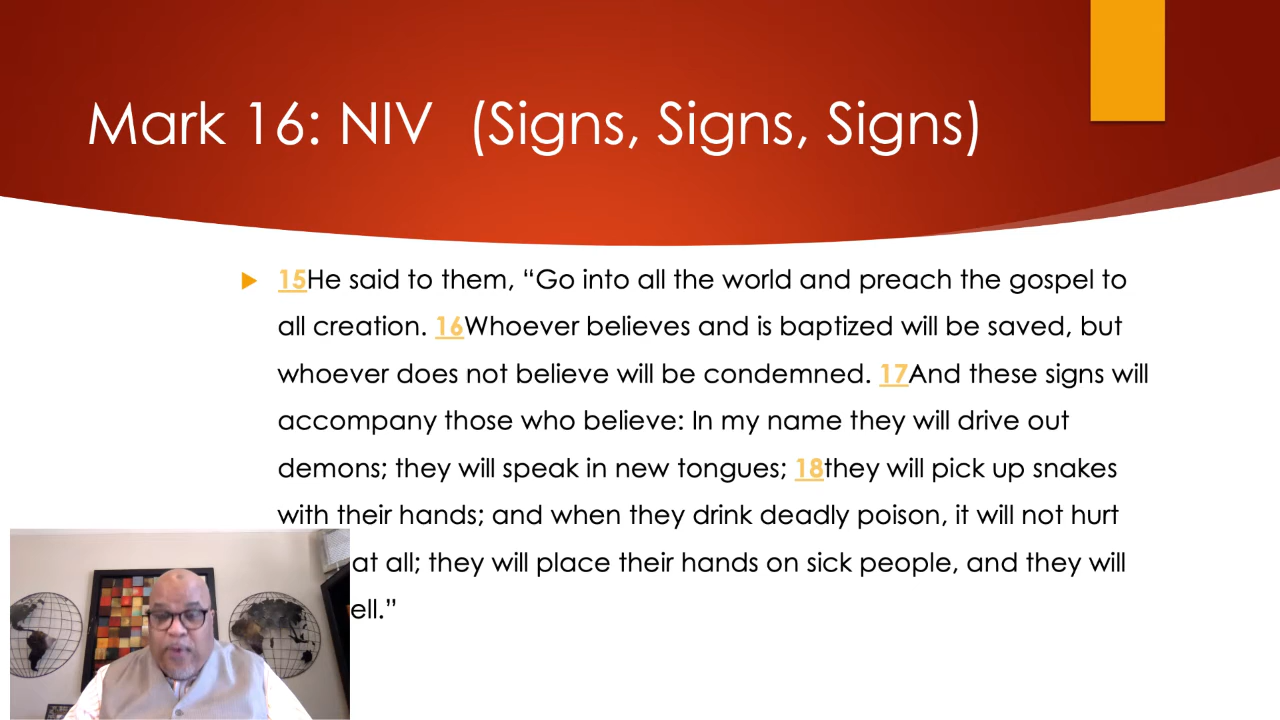 Mark 16: NIV (Signs, Signs, Signs)
15He said to them, “Go into all the world and preach the gospel to
all creation. 16Whoever believes and is baptized will be saved, but
whoever does not believe will be condemned. 17And these signs will
accompany those who believe: In my name they will drive out
demons; they will speak in new tongues; 18they will pick up snakes
with their hands; and when they drink deadly poison, it will not hurt
at all; they will place their hands on sick people, and they will
ell.”